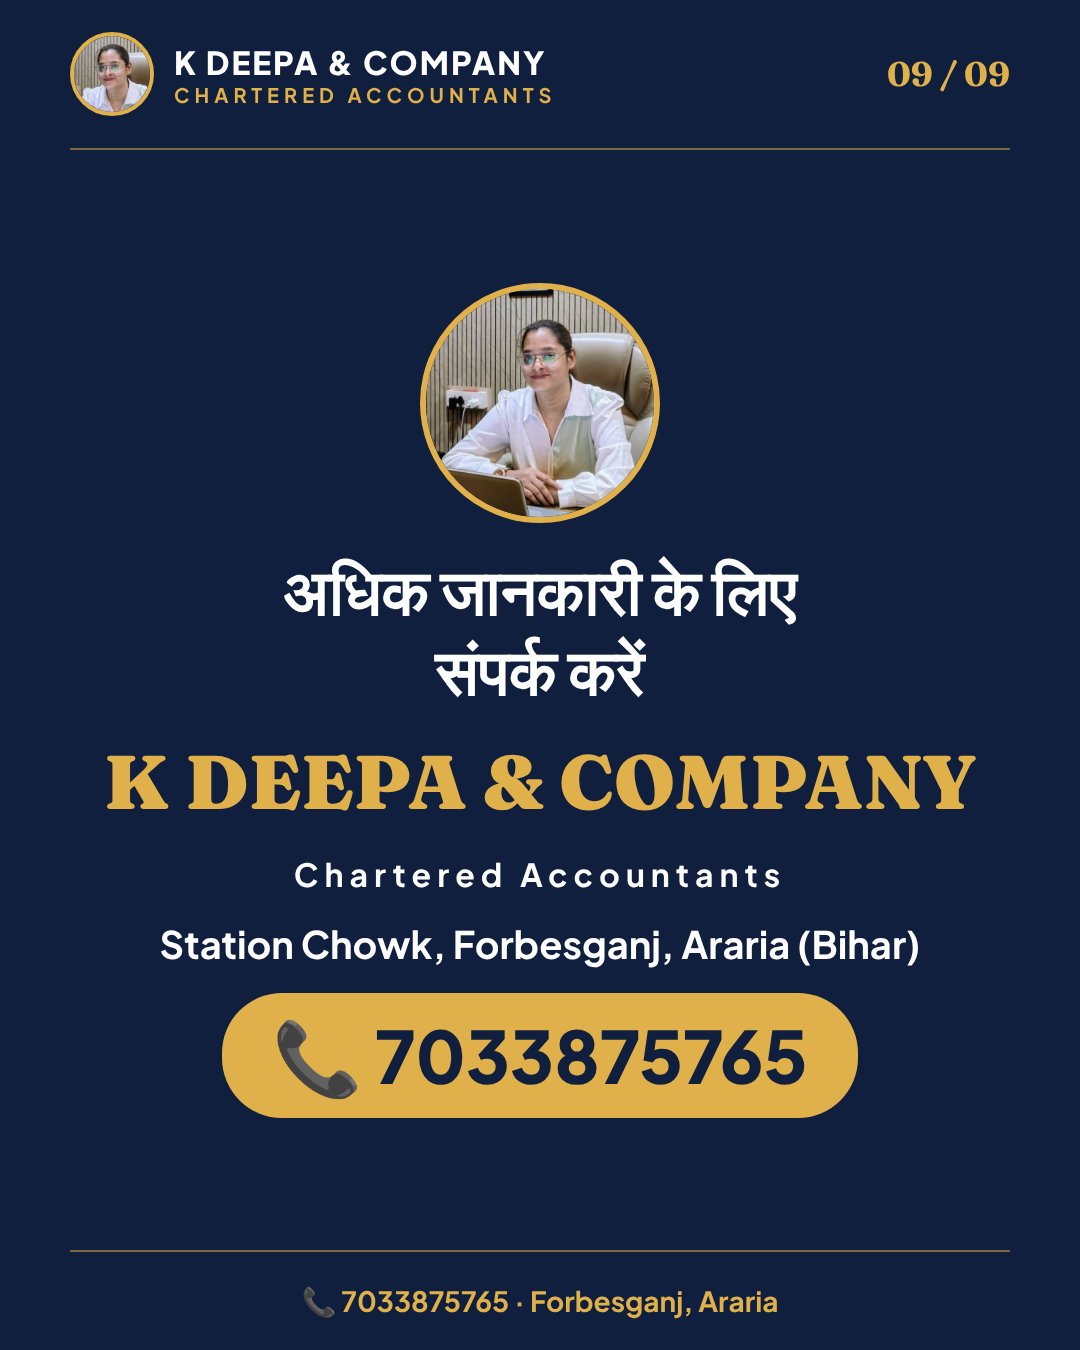 K DEEPA & COMPANY
CHARTERED ACCOUNTANTS
09 / 09
अधिक जानकारी के लिए
संपर्क करें
K DEEPA & COMPANY
Chartered Accountants
Station Chowk, Forbesganj, Araria (Bihar)
📞 7033875765
📞 7033875765 · Forbesganj, Araria